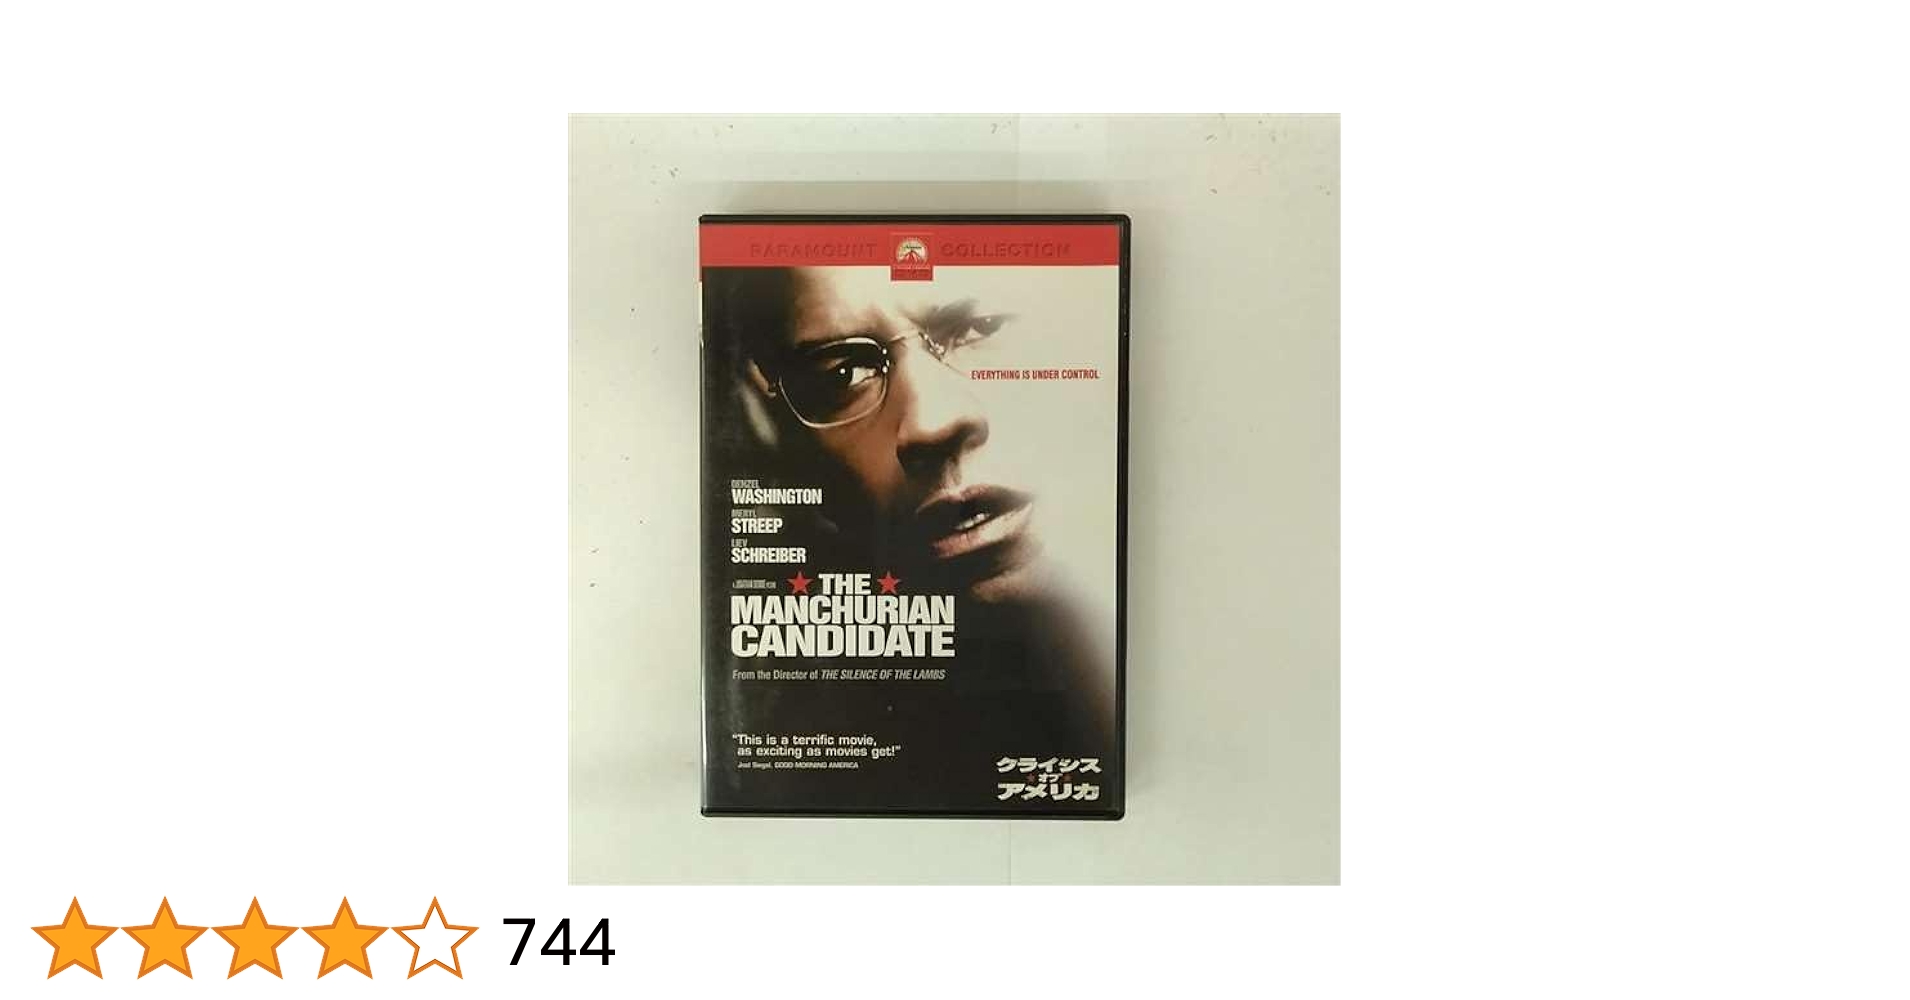 PARAMOUNT COLLECTION
EVERYTHING IS UNDER CONTROL
DENZEL
WASHINGTON
MERYL
STREEP
LIEV
SCHREIBER
THE
MANCHURIAN
CANDIDATE
From the Director of THE SILENCE OF THE LAMBS
"This is a terrific movie,
as exciting as movies get!"
Joel Siegel, GOOD MORNING AMERICA
クライシス
オブ
アメリカ
744